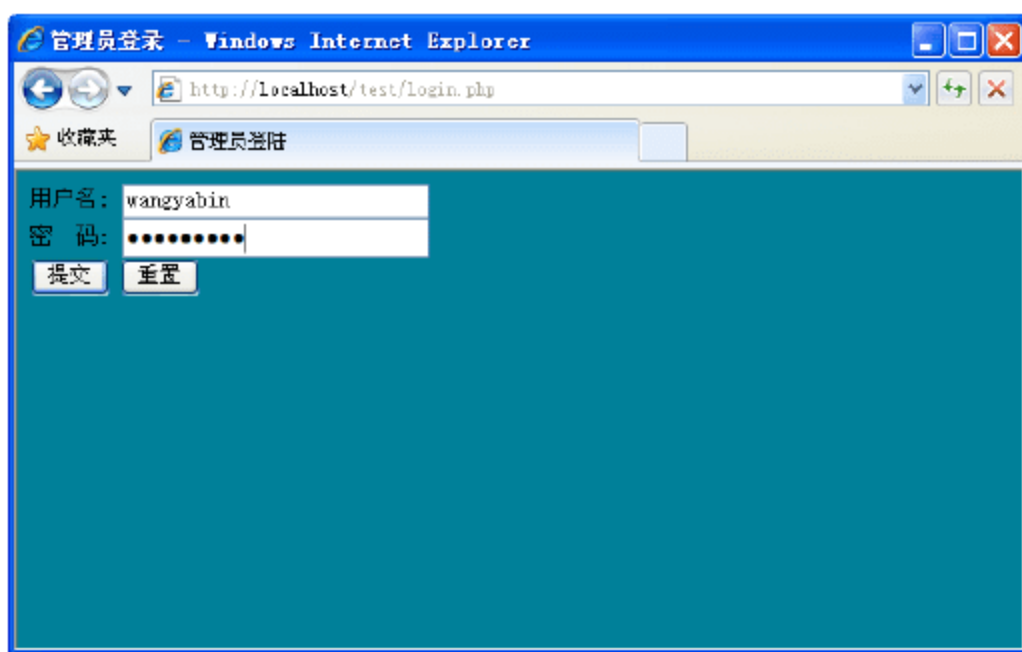 管理员登录 - Windows Internet Explorer
http://localhost/test/login.php
收藏夹 管理员登陆
用户名: wangyabin
密 码: ●●●●●●●●●
提交 重置